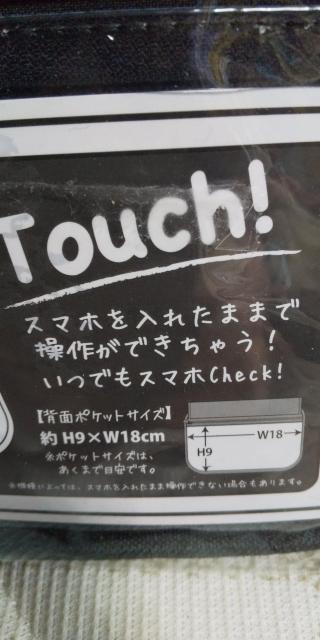 Touch!
スマホを入れたままで
操作ができちゃう!
いつでもスマホCheck!
【背面ポケットサイズ】
約 H9×W18cm
※ポケットサイズは、
あくまで目安です。
W18
H9
※機種によっては、スマホを入れたまま操作できない場合もあります。